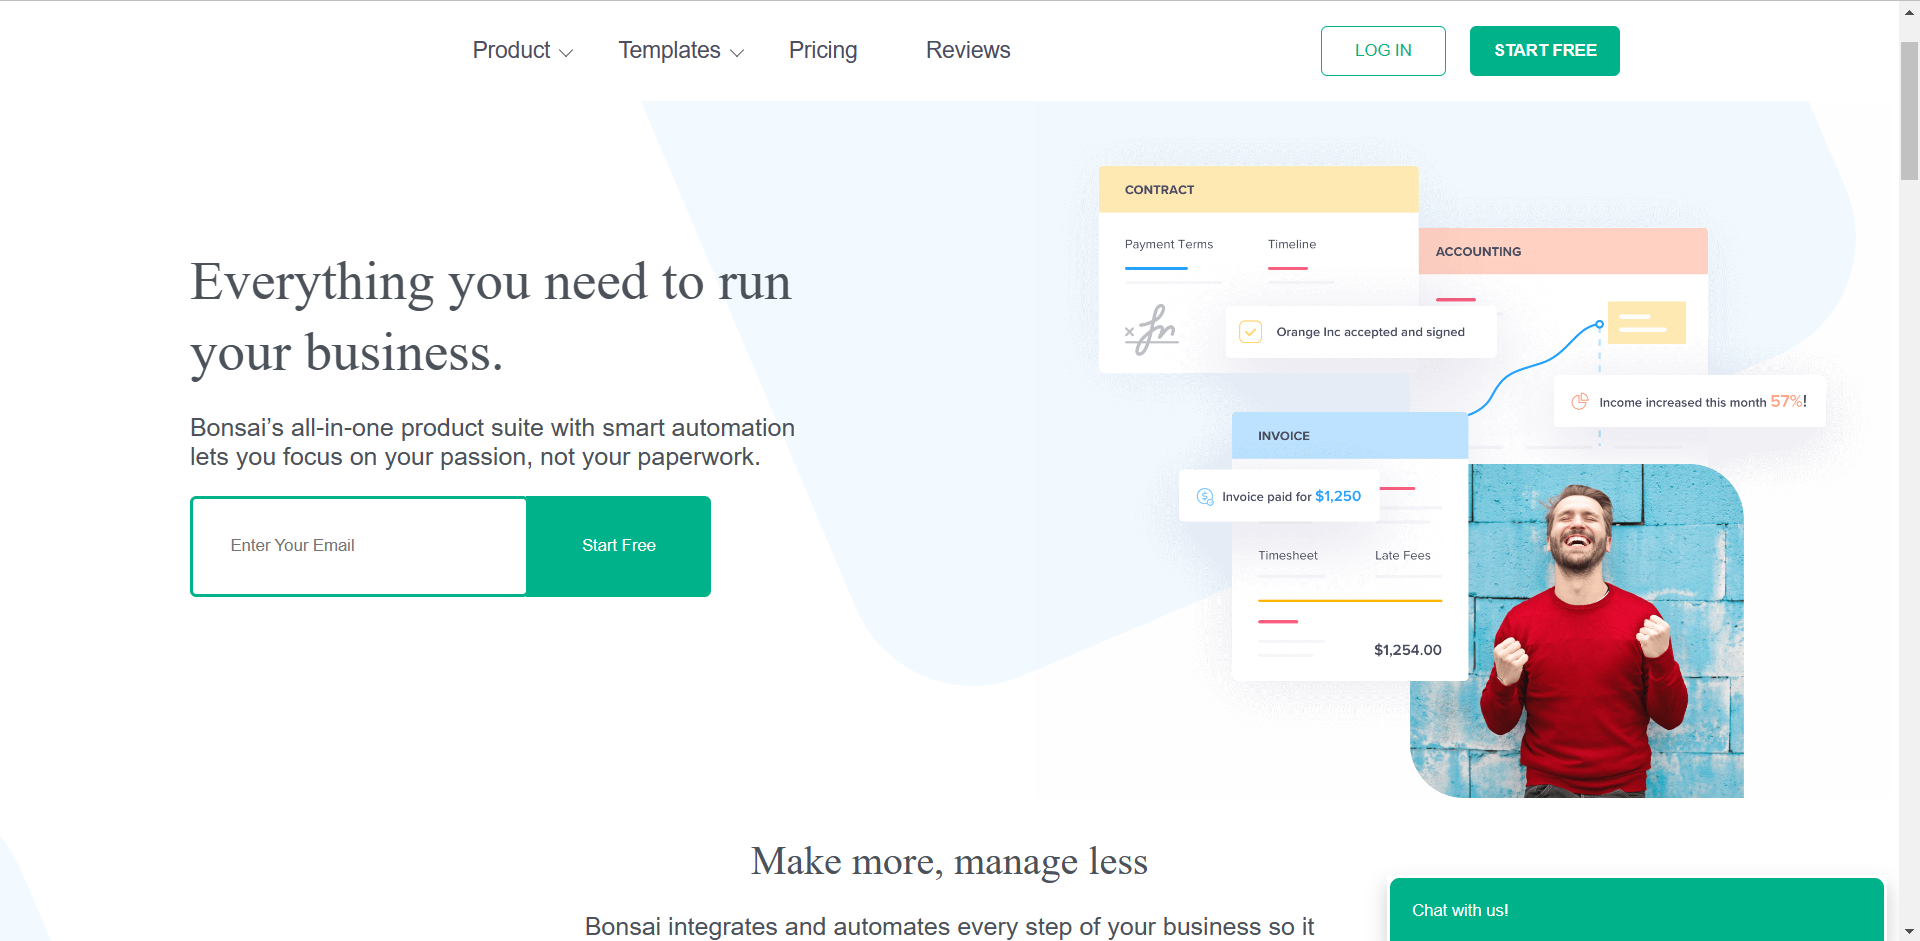 Product
Templates
Pricing
Reviews
LOG IN
START FREE
Everything you need to run
your business.
Bonsai’s all-in-one product suite with smart automation
lets you focus on your passion, not your paperwork.
Enter Your Email
Start Free
CONTRACT
Payment Terms
Timeline
Orange Inc accepted and signed
ACCOUNTING
Income increased this month 57%!
INVOICE
Invoice paid for $1,250
Timesheet
Late Fees
$1,254.00
Make more, manage less
Bonsai integrates and automates every step of your business so it
Chat with us!